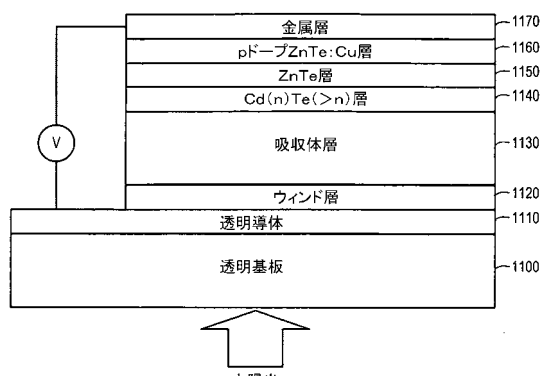 金属層 1170
pドープZnTe:Cu層 1160
ZnTe層 1150
Cd(n)Te(>n)層 1140
吸収体層 1130
V
ウィンド層 1120
透明導体 1110
透明基板 1100